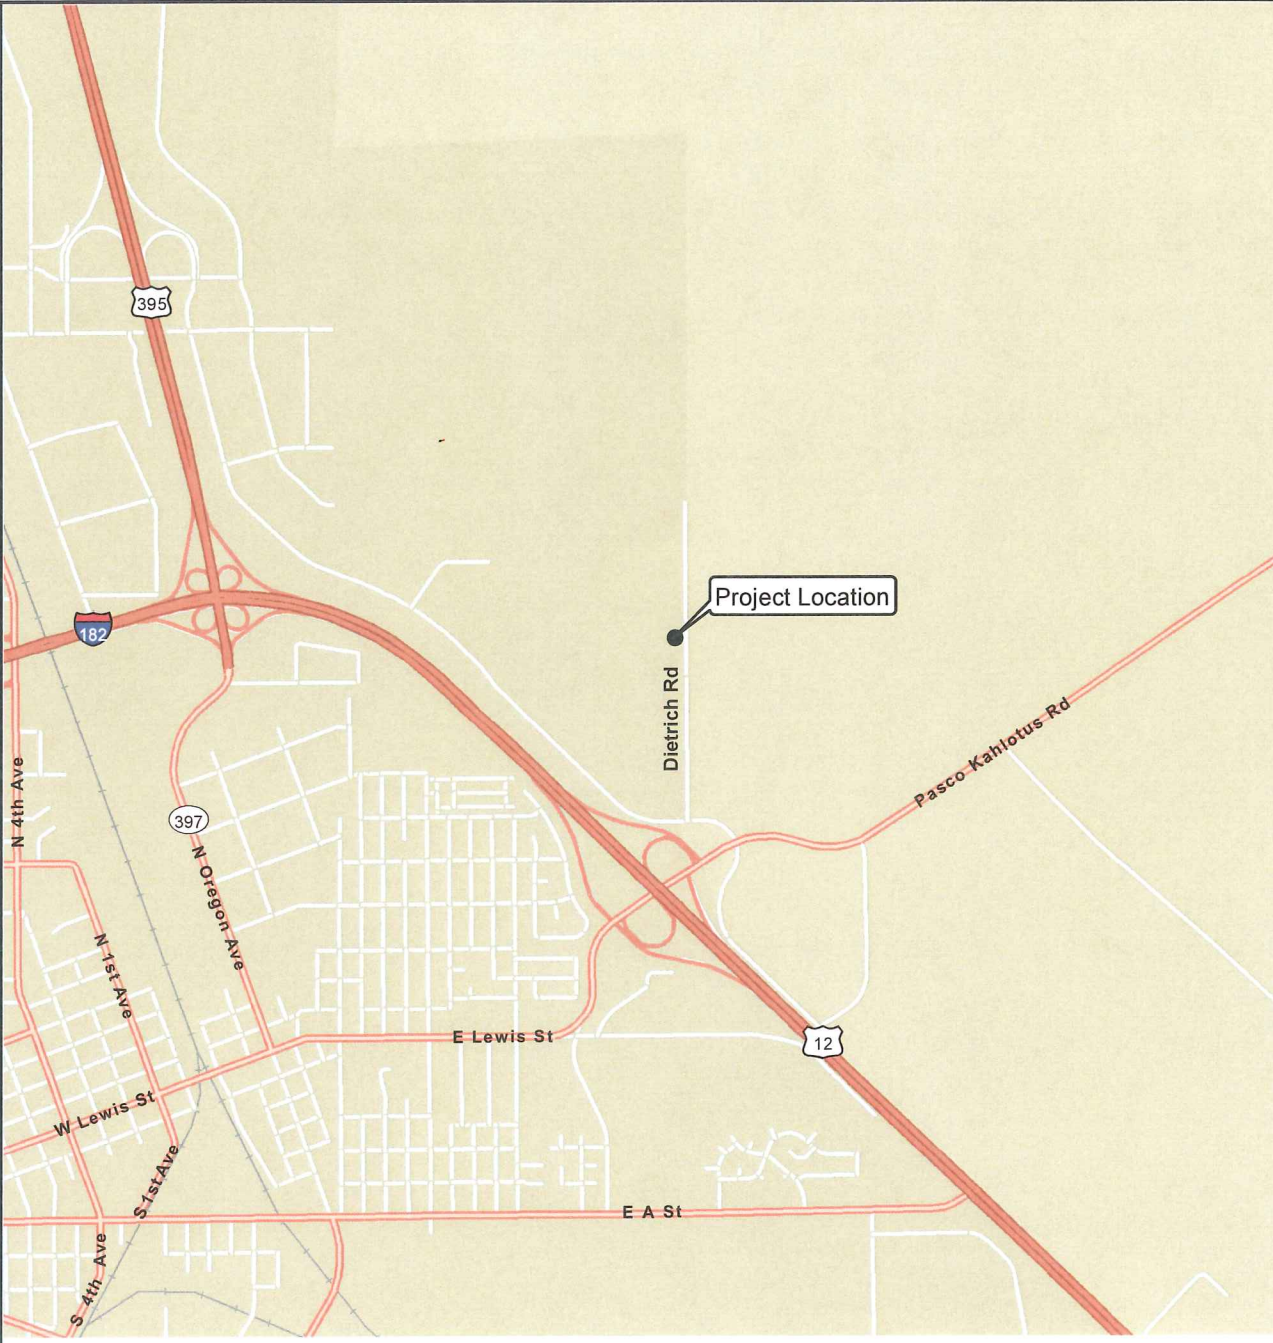 395
Project Location
182
Dietrich Rd
Pasco Kahlotus Rd
N 4th Ave
397
N Oregon Ave
N 1st Ave
E Lewis St
12
W Lewis St
S 1st Ave
E A St
S 4th Ave